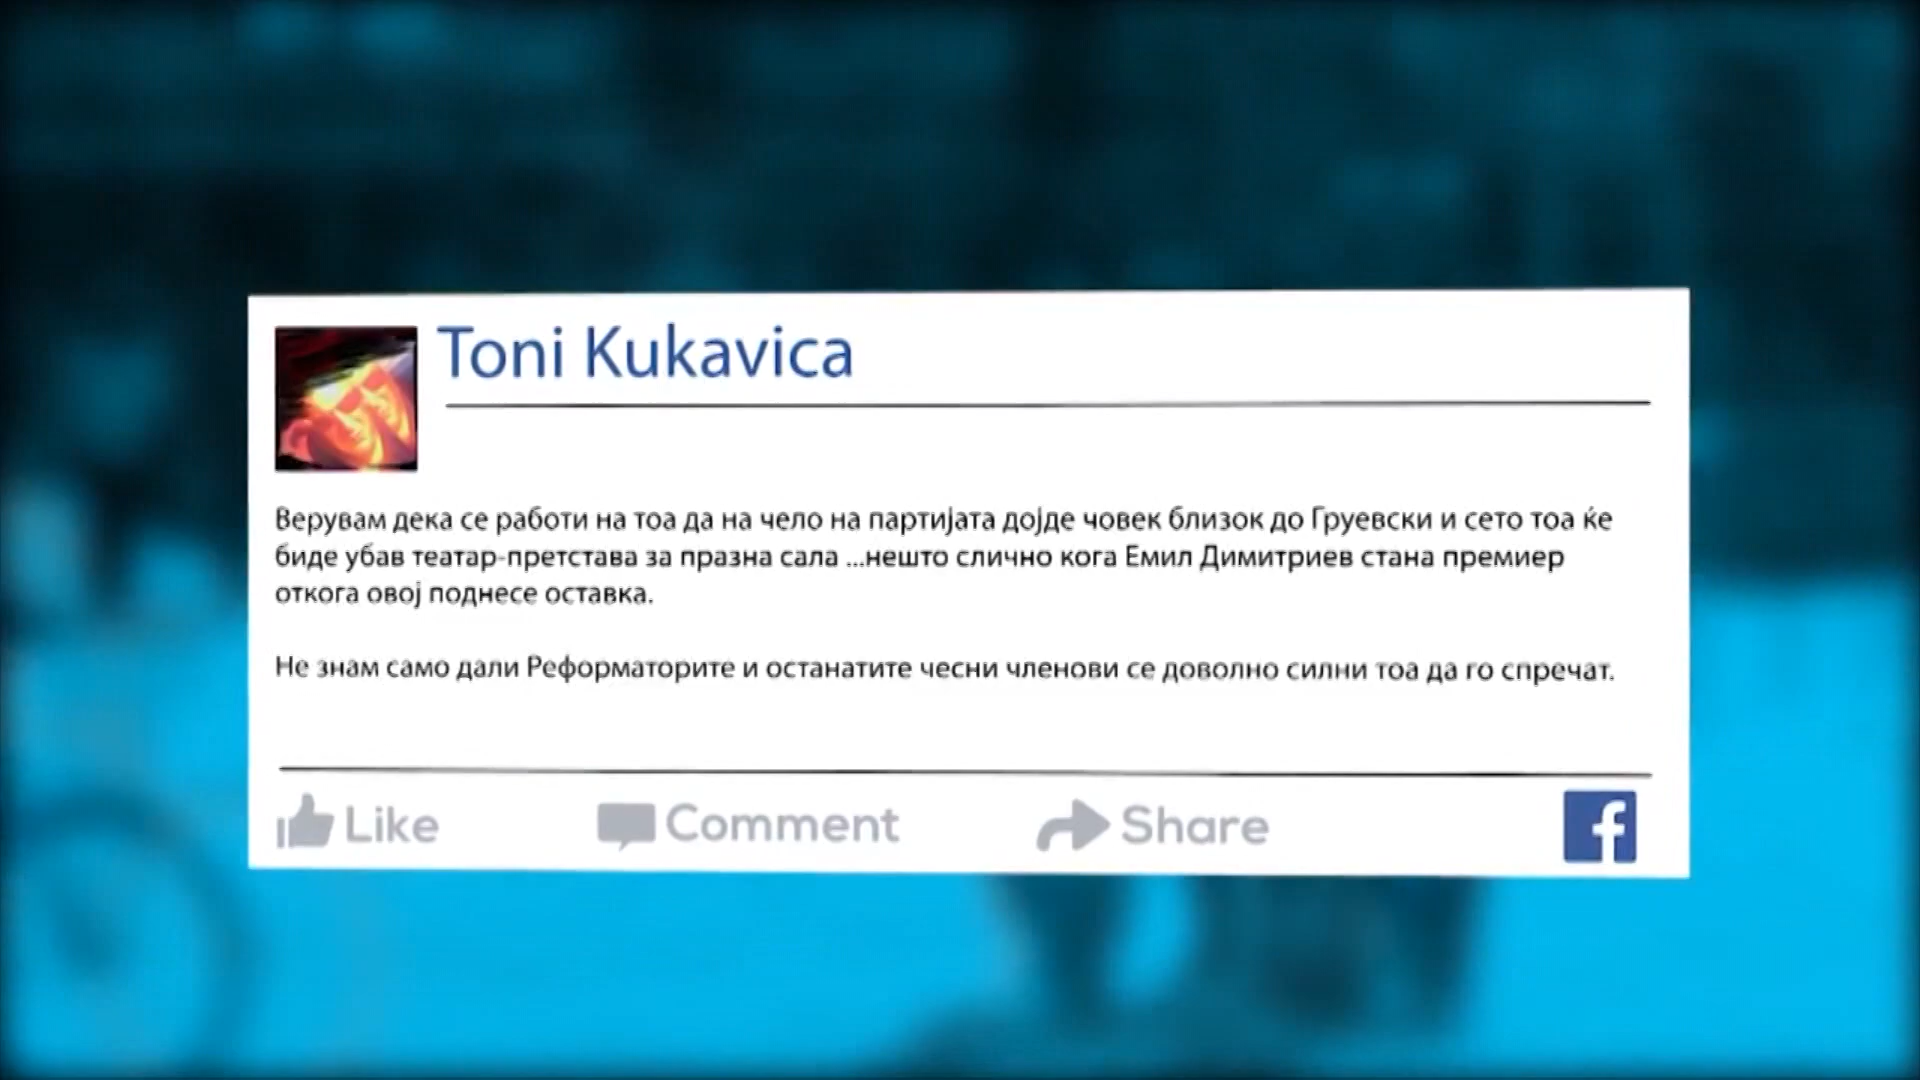 Toni Kukavica
Верувам дека се работи на тоа да на чело на партијата дојде човек близок до Груевски и сето тоа ќе
биде убав театар-претстава за празна сала ...нешто слично кога Емил Димитриев стана премиер
откога овој поднесе оставка.
Не знам само дали Реформаторите и останатите чесни членови се доволно силни тоа да го спречат.
Like Comment Share f